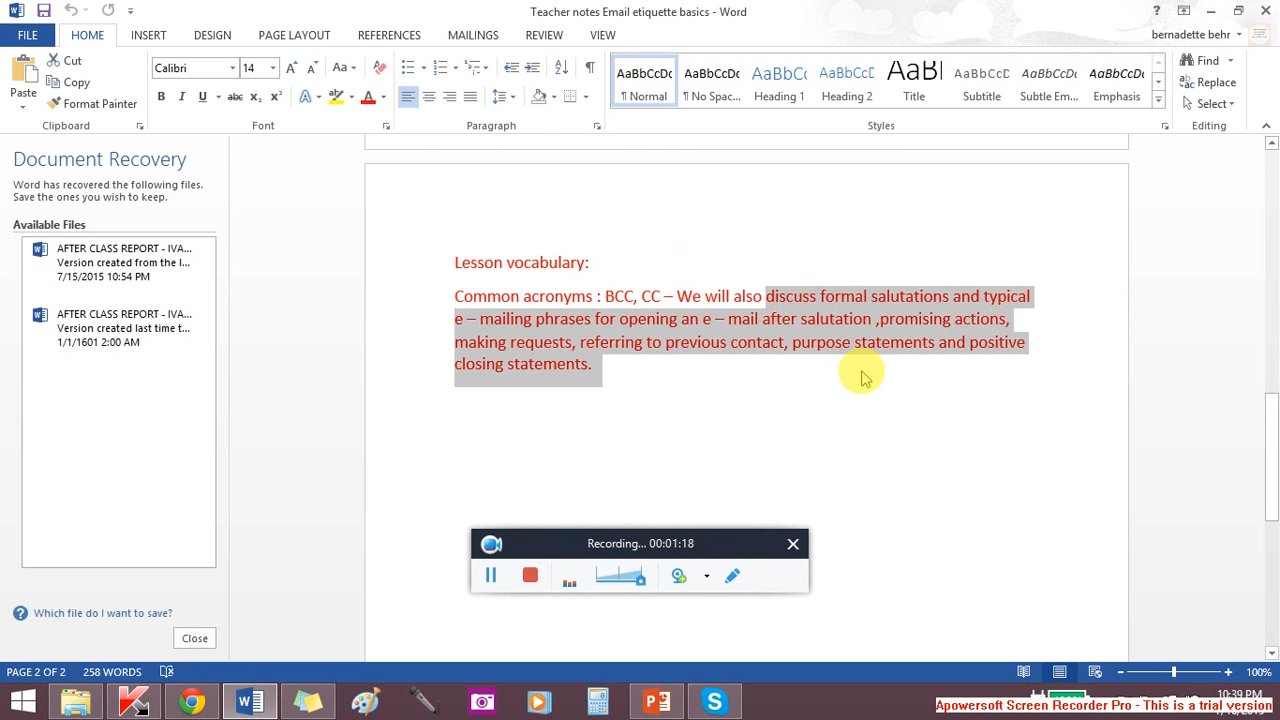 Teacher notes Email etiquette basics - Word
FILE HOME INSERT DESIGN PAGE LAYOUT REFERENCES MAILINGS REVIEW VIEW bernadette behr
Paste Cut Copy Format Painter Clipboard
Calibri 14 Font
Paragraph
AaBbCcDc ¶ Normal
AaBbCcDc ¶ No Spac...
AaBbCc Heading 1
AaBbCcC Heading 2
AaBl Title
AaBbCcC Subtitle
AaBbCcDc Subtle Em...
AaBbCcDc Emphasis
Styles
Find Replace Select Editing
Document Recovery
Word has recovered the following files.
Save the ones you wish to keep.
Available Files
AFTER CLASS REPORT - IVA...
Version created from the l...
7/15/2015 10:54 PM
AFTER CLASS REPORT - IVA...
Version created last time t...
1/1/1601 2:00 AM
Which file do I want to save?
Close
Lesson vocabulary:
Common acronyms : BCC, CC – We will also discuss formal salutations and typical
e – mailing phrases for opening an e – mail after salutation ,promising actions,
making requests, referring to previous contact, purpose statements and positive
closing statements.
Recording... 00:01:18
PAGE 2 OF 2 258 WORDS 100%
10:39 PM
Apowersoft Screen Recorder Pro - This is a trial version